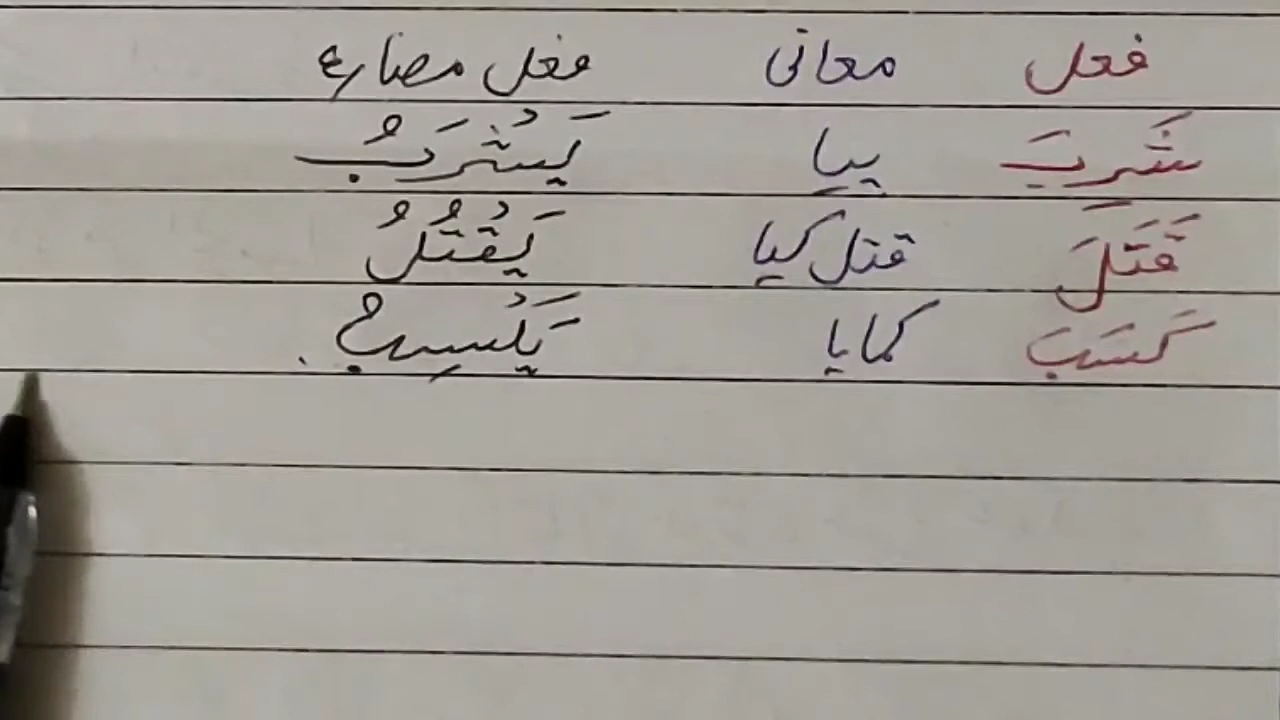 فعل معانی فعل مضارع
شَرِبَ پیا یَشْرَبُ
قَتَلَ قتل کیا یَقْتُلُ
کَسَبَ کمایا یَکْسِبُ